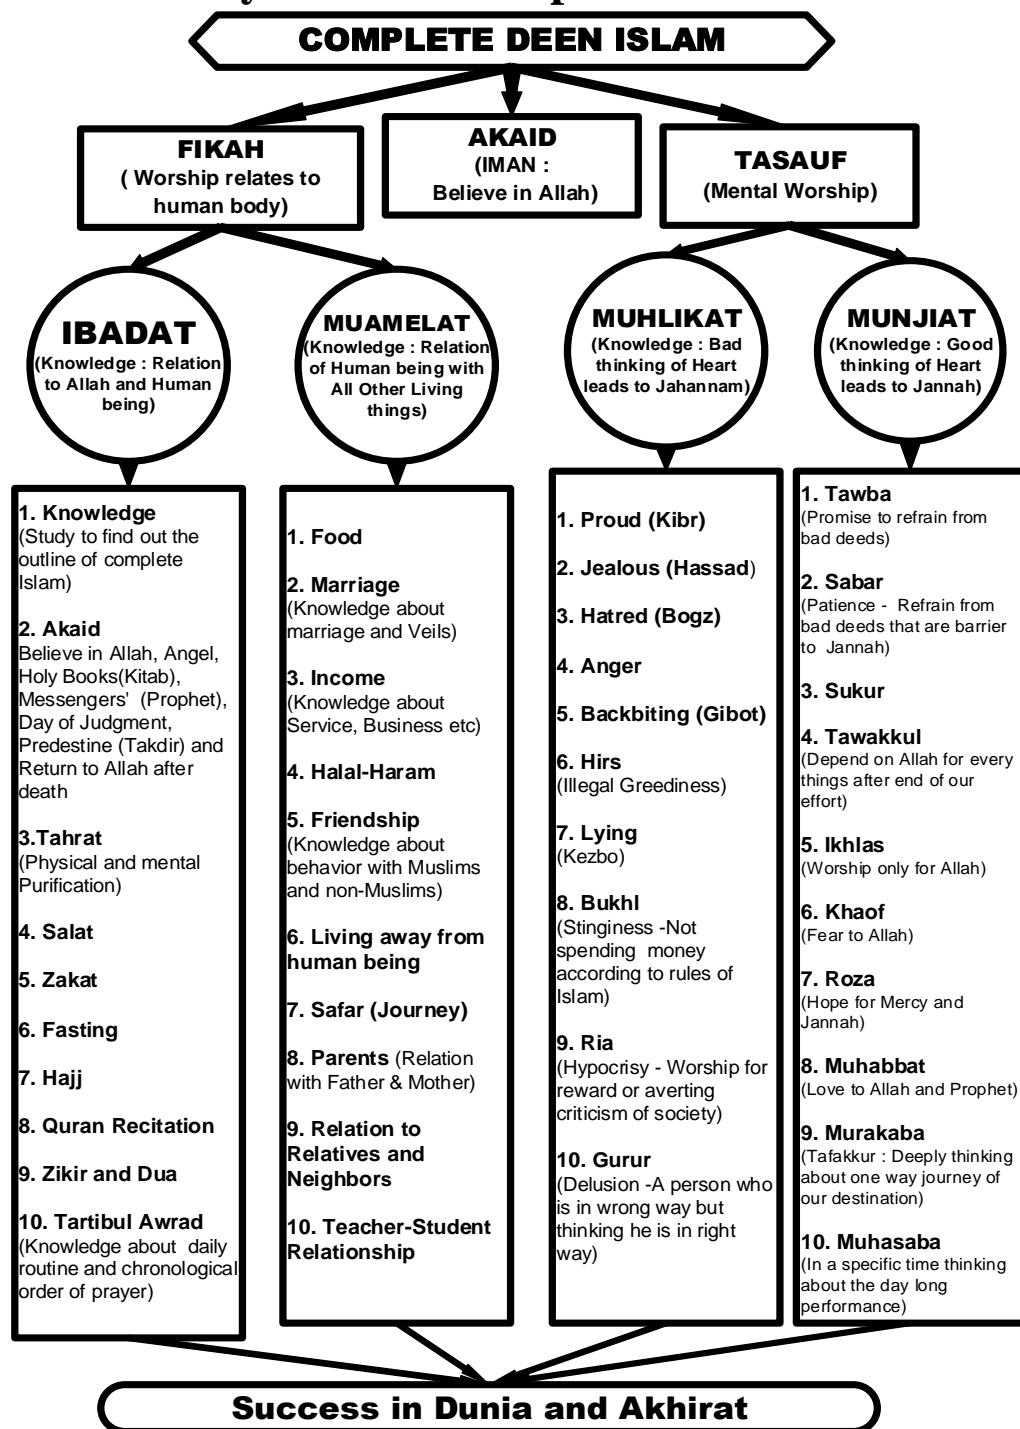 COMPLETE DEEN ISLAM
FIKAH
( Worship relates to
human body)
AKAID
(IMAN :
Believe in Allah)
TASAUF
(Mental Worship)
IBADAT
(Knowledge : Relation
to Allah and Human
being)
MUAMELAT
(Knowledge : Relation
of Human being with
All Other Living
things)
MUHLIKAT
(Knowledge : Bad
thinking of Heart
leads to Jahannam)
MUNJIAT
(Knowledge : Good
thinking of Heart
leads to Jannah)
1. Knowledge
(Study to find out the
outline of complete
Islam)
2. Akaid
Believe in Allah, Angel,
Holy Books(Kitab),
Messengers' (Prophet),
Day of Judgment,
Predestine (Takdir) and
Return to Allah after
death
3.Tahrat
(Physical and mental
Purification)
4. Salat
5. Zakat
6. Fasting
7. Hajj
8. Quran Recitation
9. Zikir and Dua
10. Tartibul Awrad
(Knowledge about daily
routine and chronological
order of prayer)
1. Food
2. Marriage
(Knowledge about
marriage and Veils)
3. Income
(Knowledge about
Service, Business etc)
4. Halal-Haram
5. Friendship
(Knowledge about
behavior with Muslims
and non-Muslims)
6. Living away from
human being
7. Safar (Journey)
8. Parents (Relation
with Father & Mother)
9. Relation to
Relatives and
Neighbors
10. Teacher-Student
Relationship
1. Proud (Kibr)
2. Jealous (Hassad)
3. Hatred (Bogz)
4. Anger
5. Backbiting (Gibot)
6. Hirs
(Illegal Greediness)
7. Lying
(Kezbo)
8. Bukhl
(Stinginess -Not
spending money
according to rules of
Islam)
9. Ria
(Hypocrisy - Worship for
reward or averting
criticism of society)
10. Gurur
(Delusion -A person who
is in wrong way but
thinking he is in right
way)
1. Tawba
(Promise to refrain from
bad deeds)
2. Sabar
(Patience - Refrain from
bad deeds that are barrier
to Jannah)
3. Sukur
4. Tawakkul
(Depend on Allah for every
things after end of our
effort)
5. Ikhlas
(Worship only for Allah)
6. Khaof
(Fear to Allah)
7. Roza
(Hope for Mercy and
Jannah)
8. Muhabbat
(Love to Allah and Prophet)
9. Murakaba
(Tafakkur : Deeply thinking
about one way journey of
our destination)
10. Muhasaba
(In a specific time thinking
about the day long
performance)
Success in Dunia and Akhirat